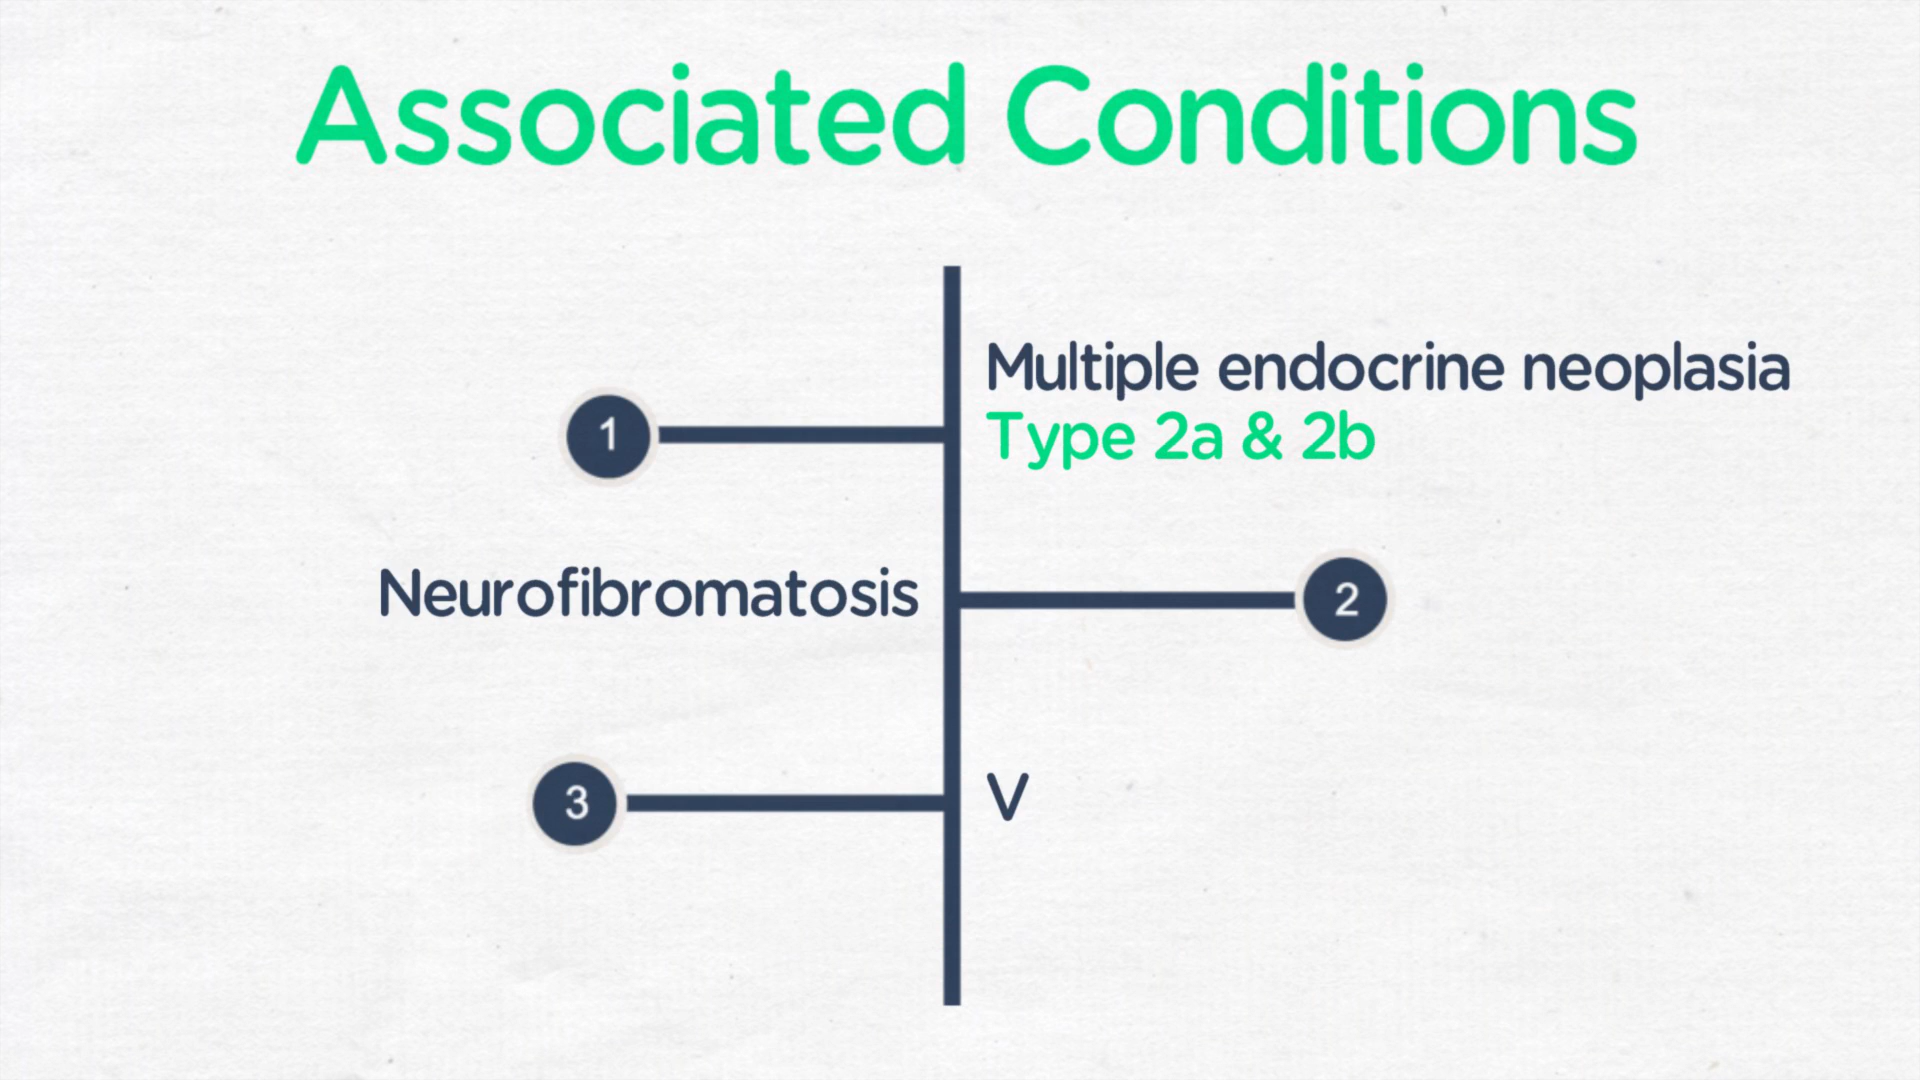 Associated Conditions
1
Multiple endocrine neoplasia
Type 2a & 2b
Neurofibromatosis
2
3
V